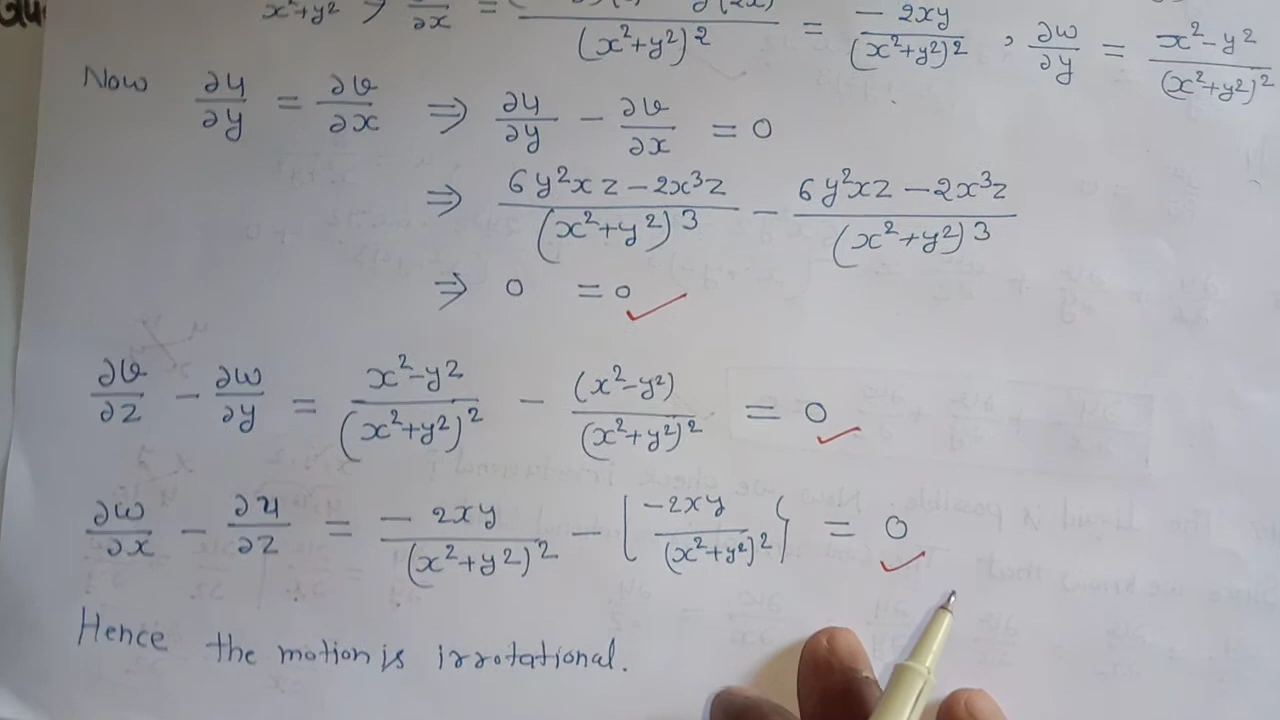 x²+y² , ∂/∂x = /(x²+y²)² = − 2xy/(x²+y²)² , ∂w/∂y = x²−y²/(x²+y²)²
Now ∂u/∂y = ∂v/∂x ⇒ ∂u/∂y − ∂v/∂x = 0
⇒ 6y²xz − 2x³z/(x²+y²)³ − 6y²xz − 2x³z/(x²+y²)³
⇒ 0 = 0
∂v/∂z − ∂w/∂y = x²−y²/(x²+y²)² − (x²−y²)/(x²+y²)² = 0
∂w/∂x − ∂u/∂z = − 2xy/(x²+y²)² − {−2xy/(x²+y²)²} = 0
Hence the motion is irrotational.